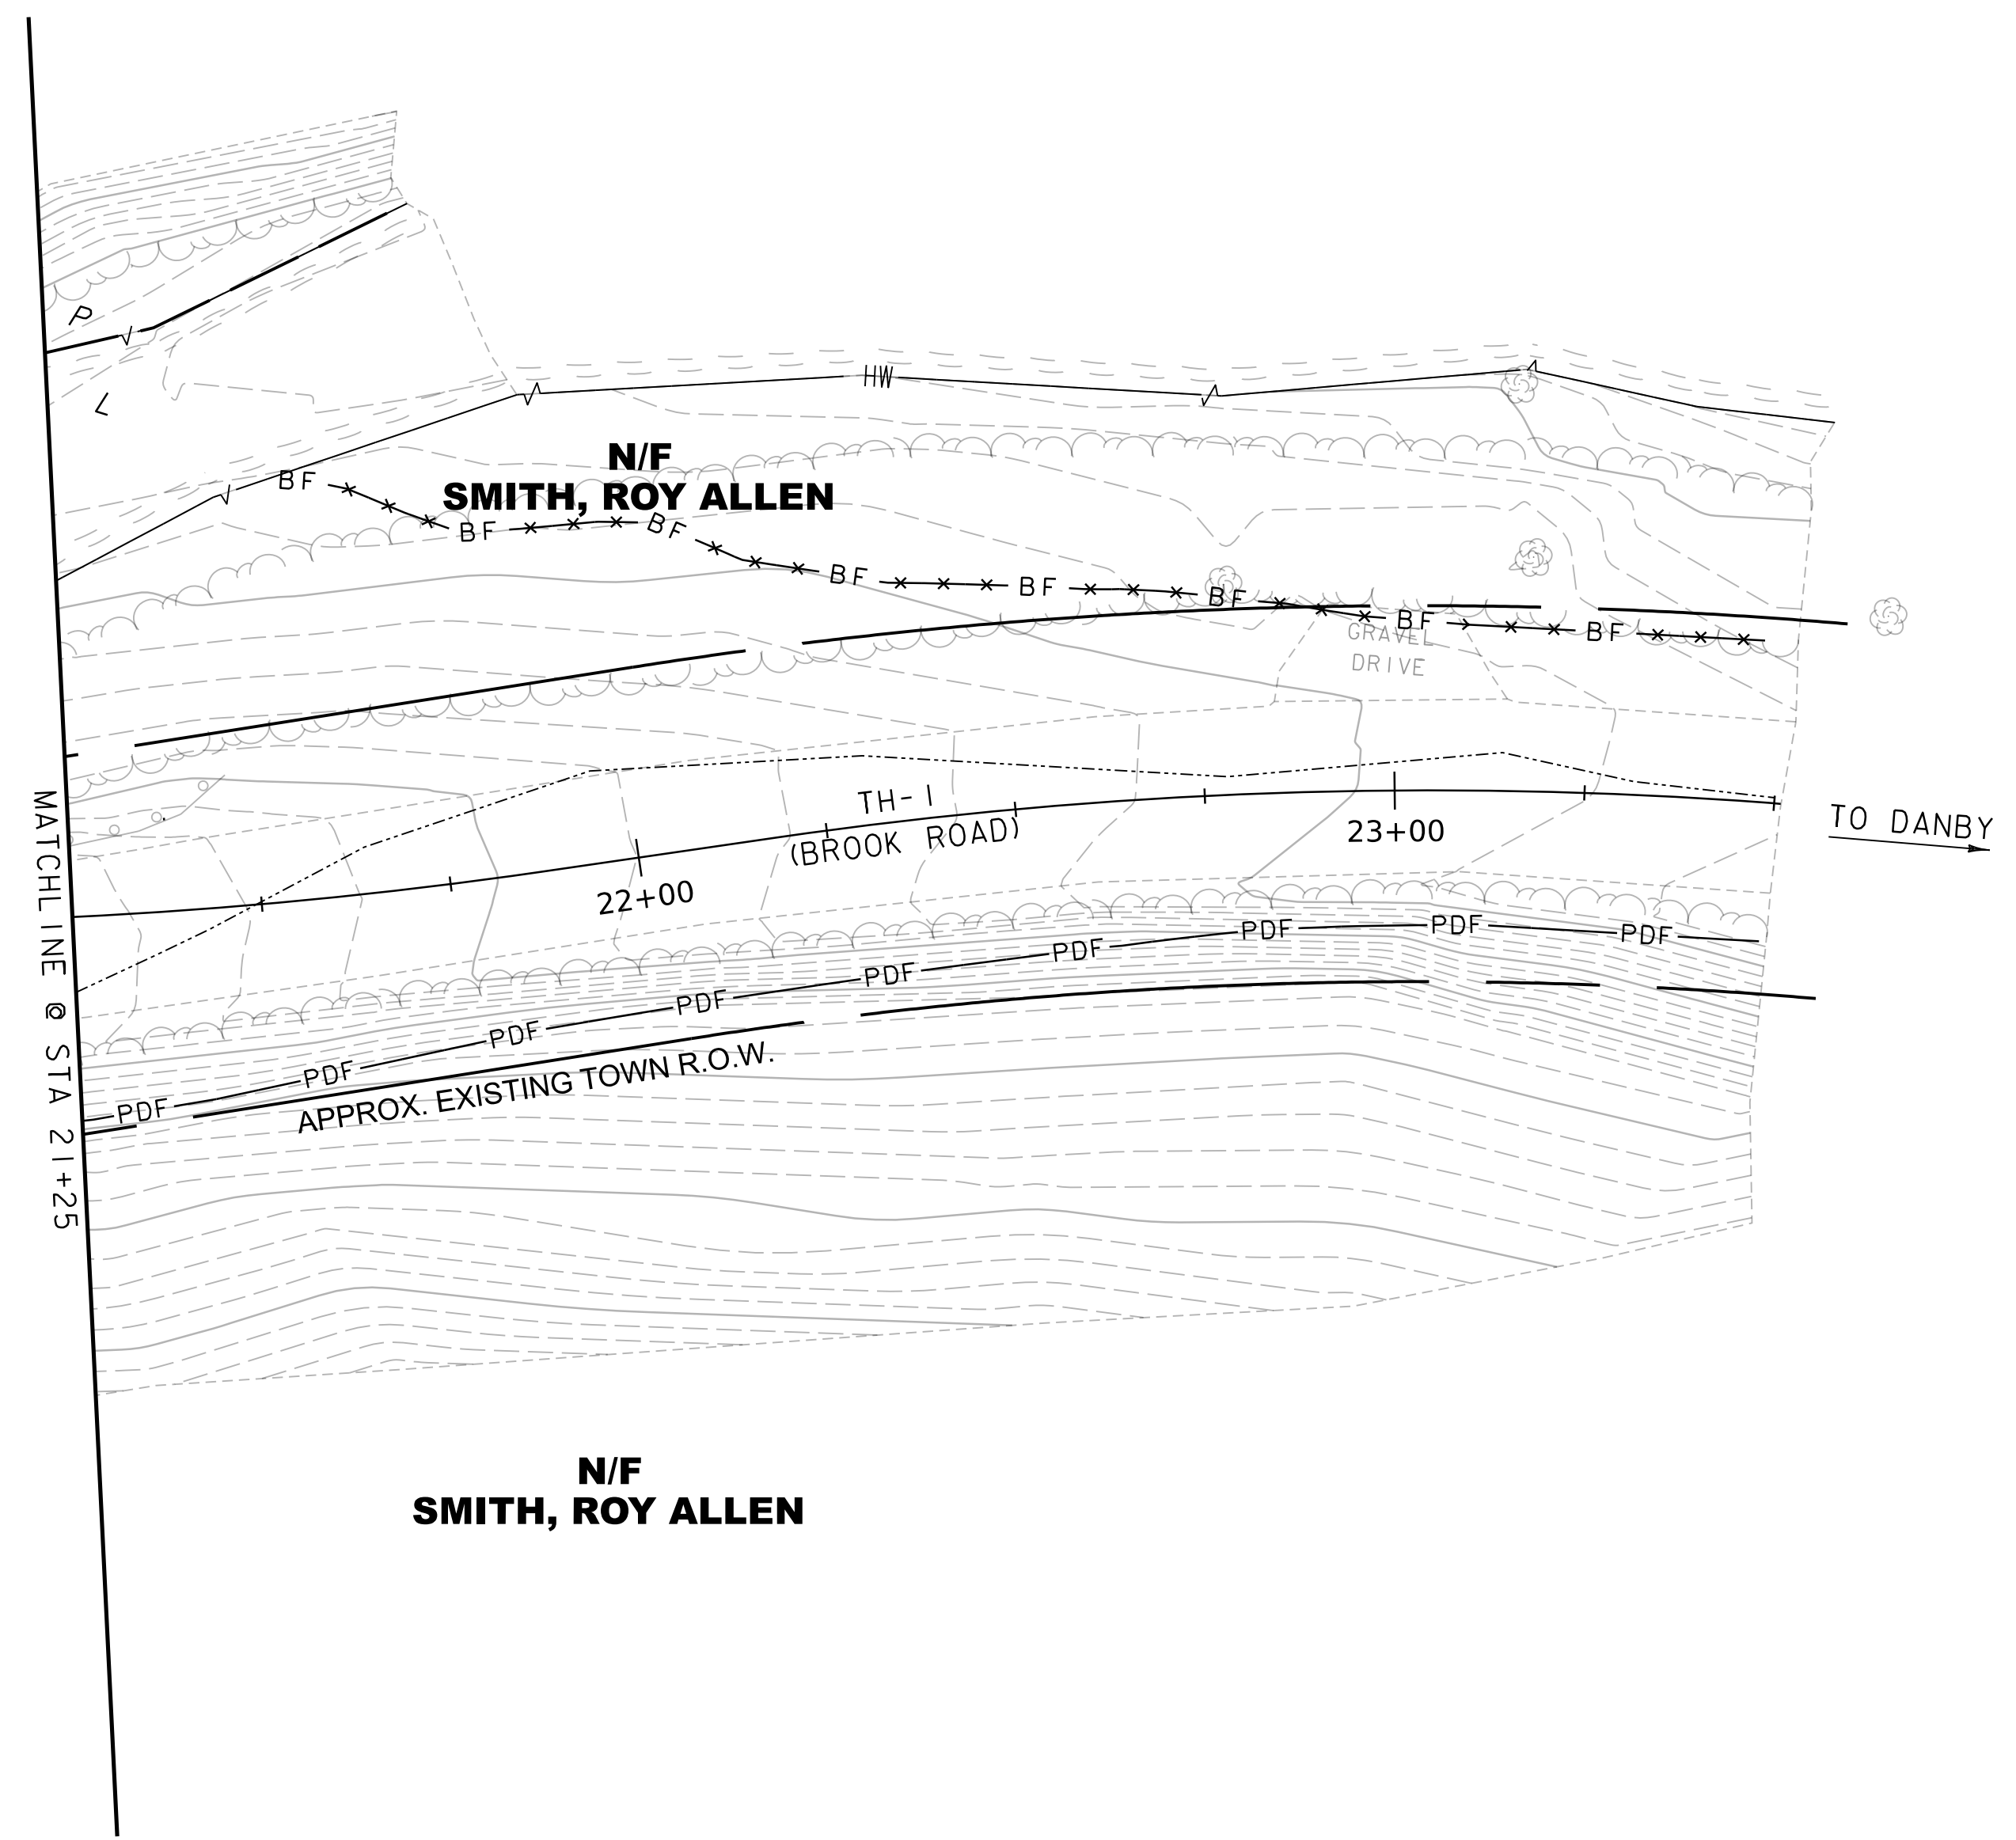 P
L
HW
N/F
SMITH, ROY ALLEN
BF
BF
BF
BF
BF
BF
BF
BF
GRAVEL
DRIVE
TH-1
(BROOK ROAD)
22+00
23+00
TO DANBY
MATCHLINE @ STA 21+25
PDF
PDF
PDF
PDF
PDF
PDF
PDF
PDF
PDF
APPROX. EXISTING TOWN R.O.W.
N/F
SMITH, ROY ALLEN